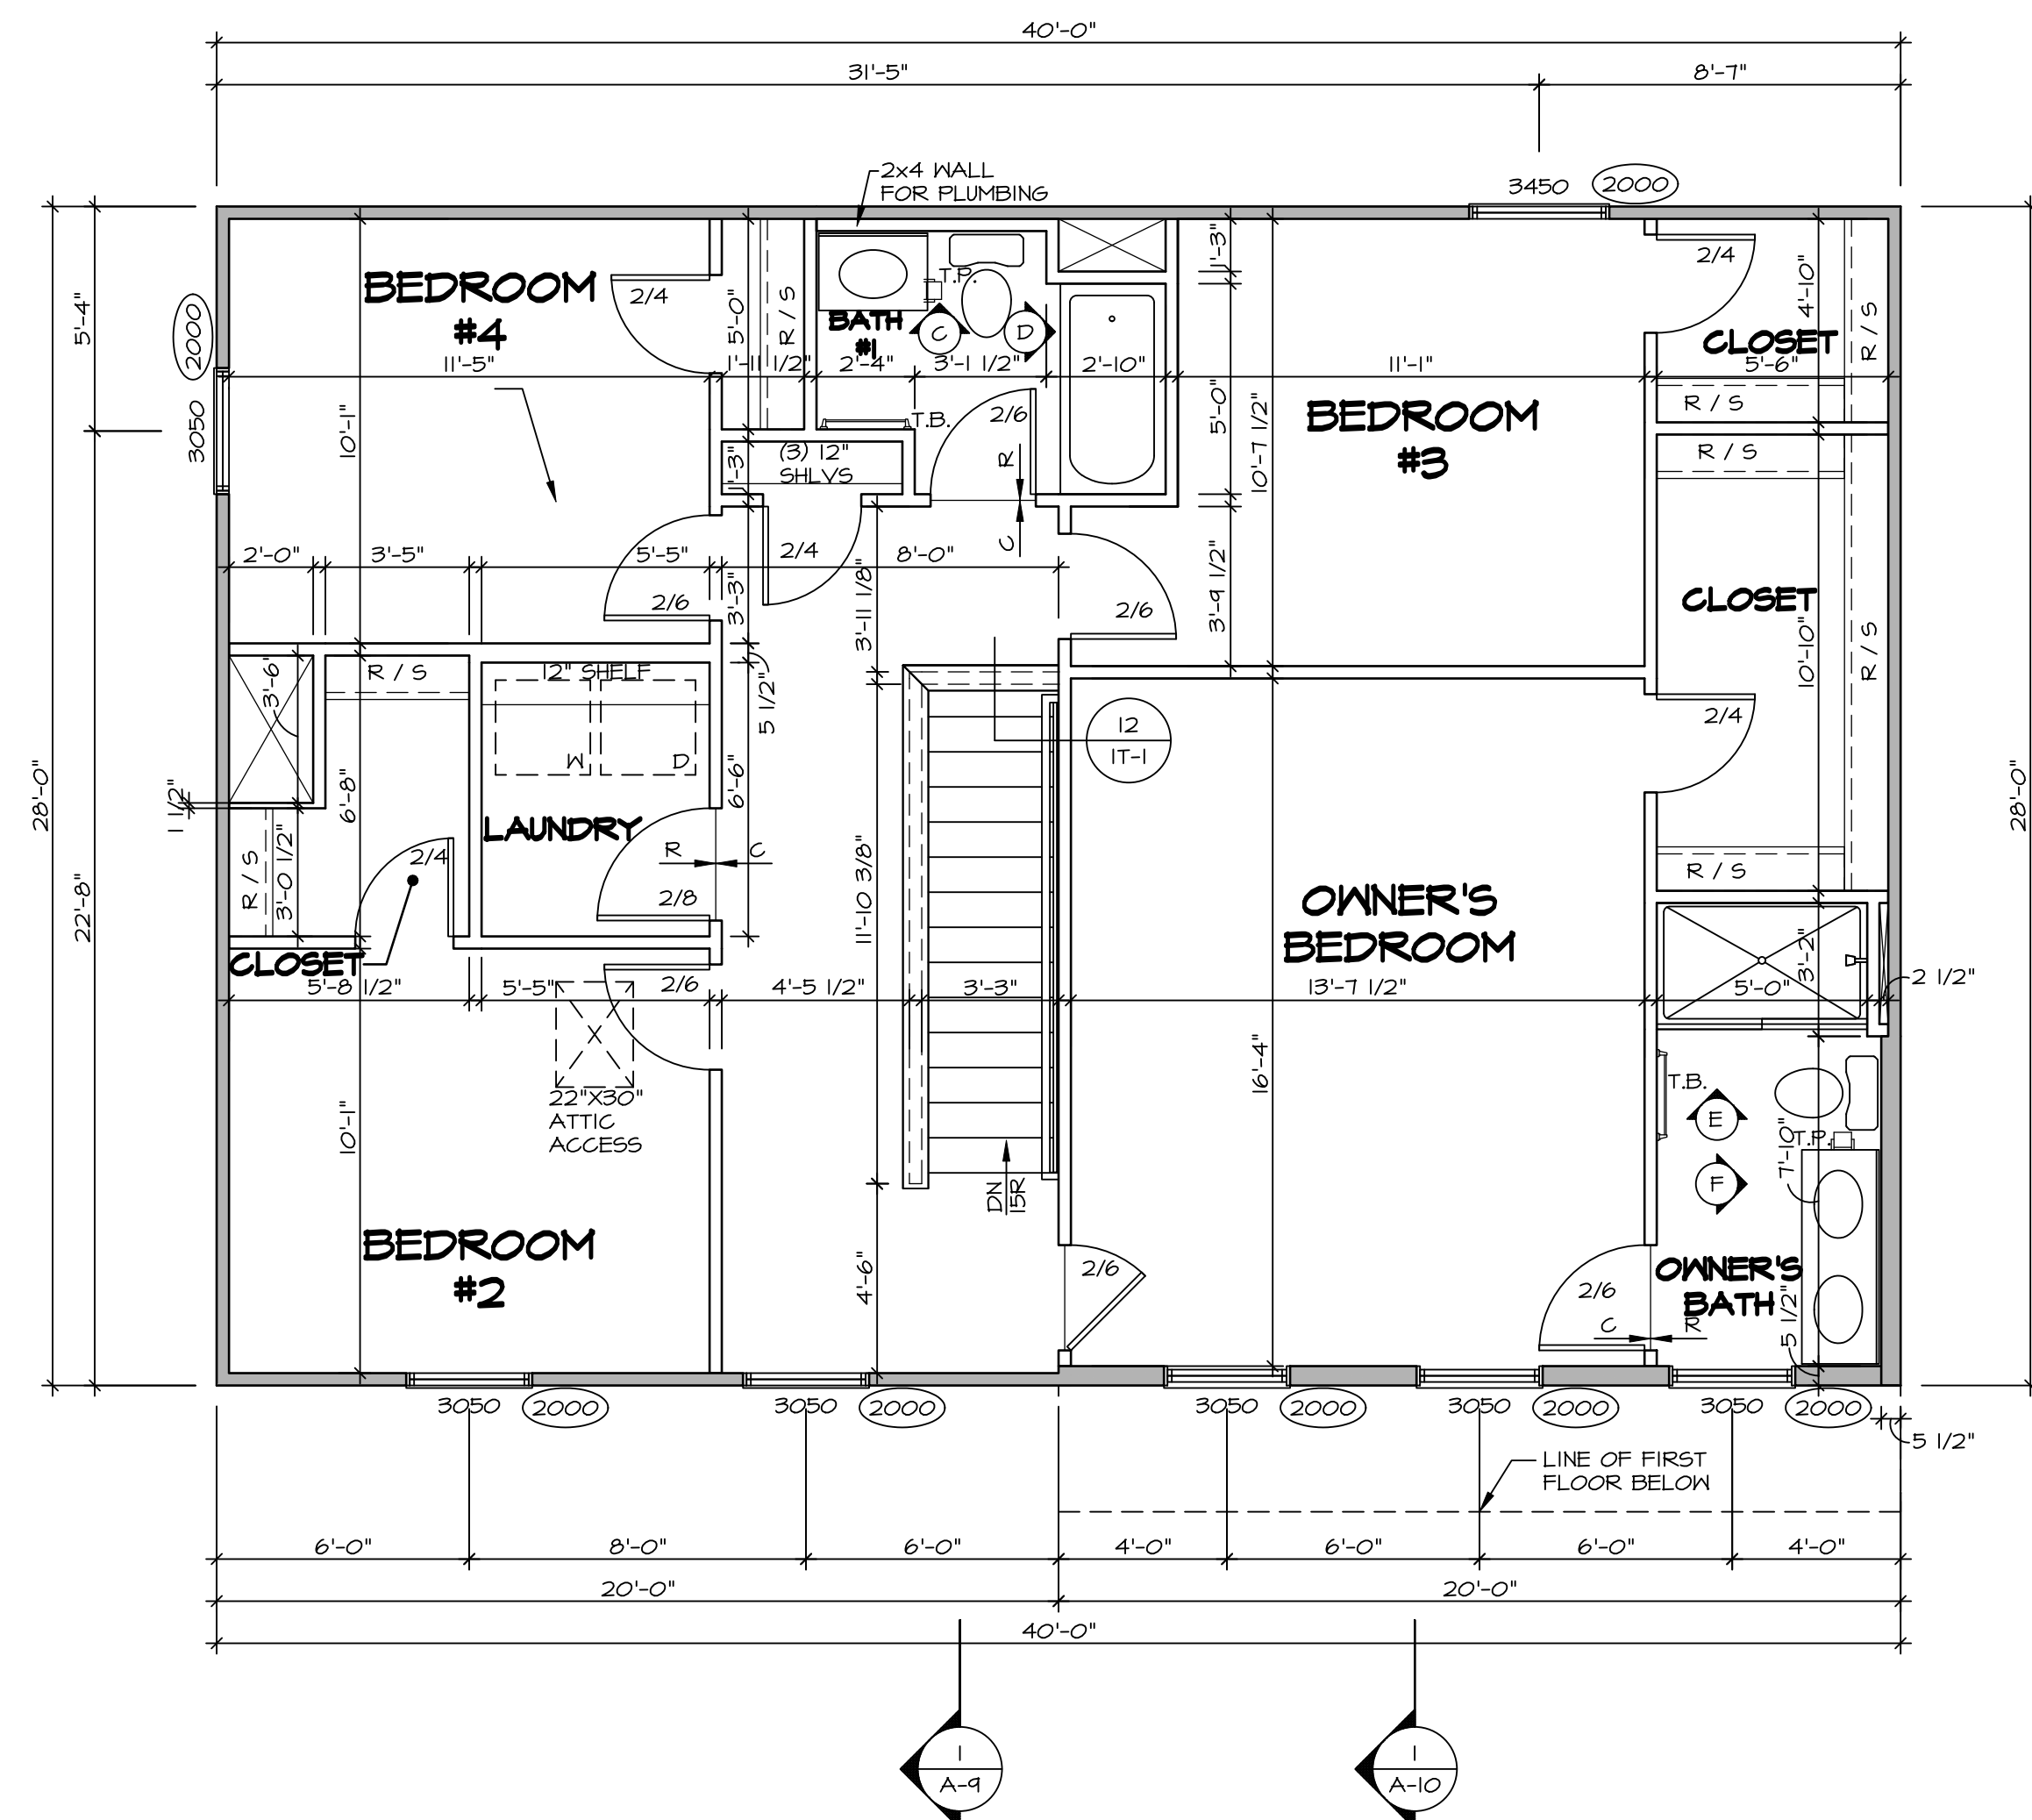 40'-0"
31'-5"
8'-7"
2x4 WALL
FOR PLUMBING
3450
2000
BEDROOM
#4
2/4
5'-0"
R / S
T.P.
BATH
#1
C
D
1'-3"
2/4
4'-10"
R / S
CLOSET
5'-4"
2000
3050
11'-5"
1'-11 1/2"
2'-4"
3'-1 1/2"
2'-10"
11'-1"
5'-6"
10'-1"
2/6
T.B.
5'-0"
10'-7 1/2"
BEDROOM
#3
R / S
(3) 12"
SHLVS
1'-3"
R
C
R / S
2'-0"
3'-5"
5'-5"
2/4
8'-0"
2/6
3'-3"
3'-11 1/8"
2/6
3'-9 1/2"
CLOSET
10'-10"
R / S
3'-6"
R / S
12" SHELF
5 1/2"
W
D
12
1T-1
2/4
28'-0"
28'-0"
1 1/2"
6'-8"
6'-6"
LAUNDRY
R
C
2/4
R / S
3'-0 1/2"
2/8
11'-10 3/8"
R / S
22'-8"
OWNER'S
BEDROOM
CLOSET
5'-8 1/2"
5'-5"
2/6
4'-5 1/2"
3'-3"
13'-7 1/2"
3'-2"
5'-0"
2 1/2"
10'-1"
22"X30"
ATTIC
ACCESS
16'-4"
T.B.
E
T.P.
7'-10"
F
DN
15R
BEDROOM
#2
4'-6"
2/6
2/6
OWNER'S
BATH
C
R
5 1/2"
3050
2000
3050
2000
3050
2000
3050
2000
3050
2000
5 1/2"
LINE OF FIRST
FLOOR BELOW
6'-0"
8'-0"
6'-0"
4'-0"
6'-0"
6'-0"
4'-0"
20'-0"
20'-0"
40'-0"
1
A-9
1
A-10